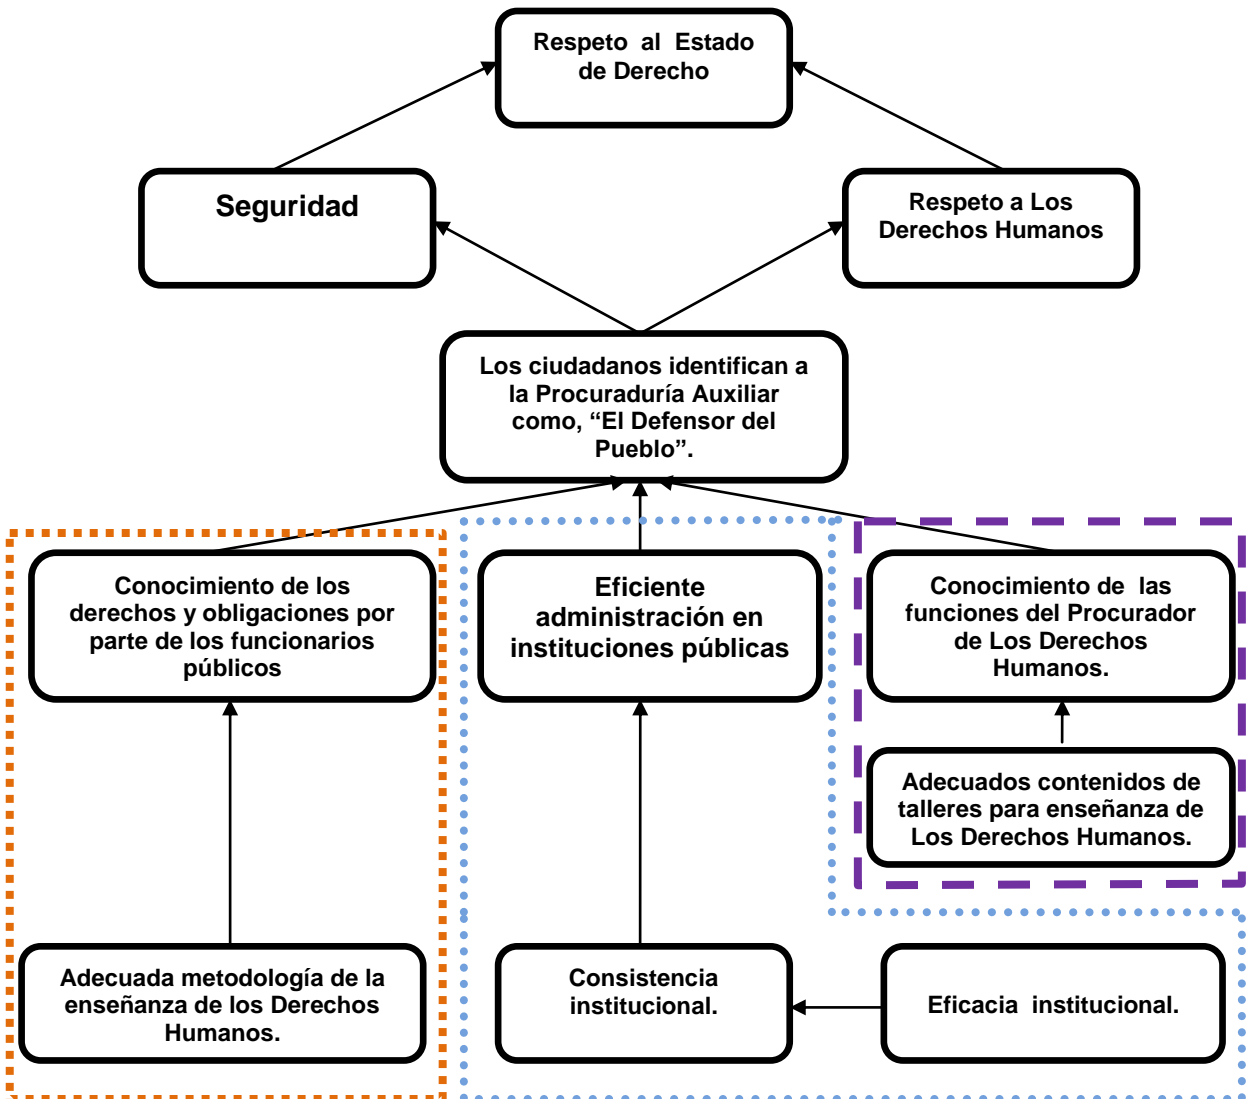 Respeto al Estado
de Derecho
Seguridad
Respeto a Los
Derechos Humanos
Los ciudadanos identifican a
la Procuraduría Auxiliar
como, “El Defensor del
Pueblo”.
Conocimiento de los
derechos y obligaciones por
parte de los funcionarios
públicos
Eficiente
administración en
instituciones públicas
Conocimiento de las
funciones del Procurador
de Los Derechos
Humanos.
Adecuados contenidos de
talleres para enseñanza de
Los Derechos Humanos.
Adecuada metodología de la
enseñanza de los Derechos
Humanos.
Consistencia
institucional.
Eficacia institucional.